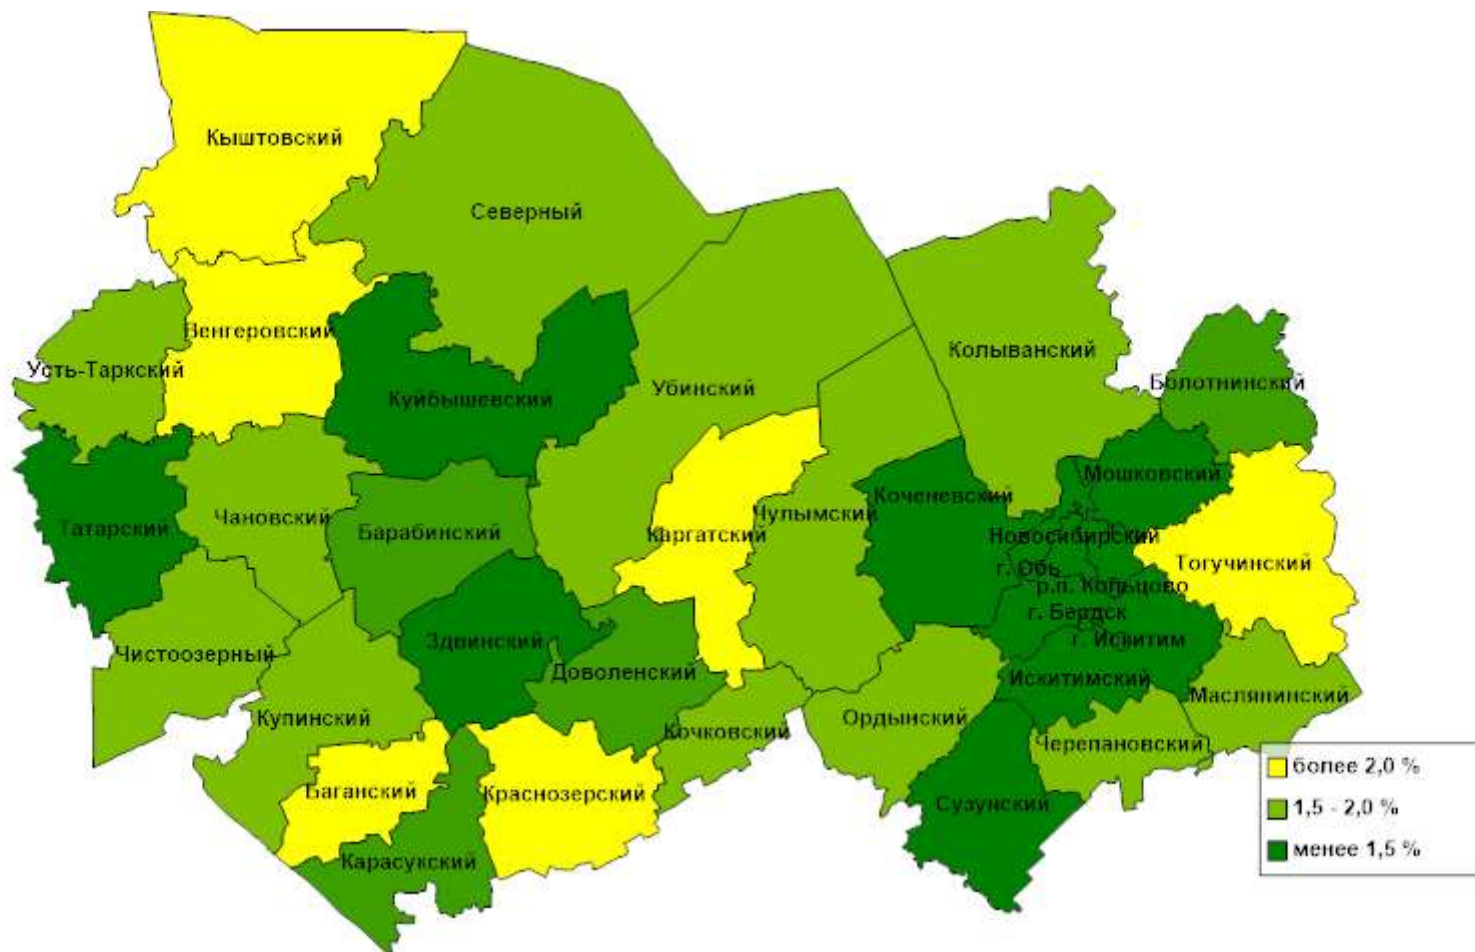 Кыштовский
Северный
Венгеровский
Усть-Таркский
Куйбышевский
Убинский
Колыванский
Болотнинский
Татарский
Чановский
Барабинский
Каргатский
Чулымский
Коченевский
Мошковский
Новосибирский
г. Обь
р.п. Кольцово
Тогучинский
г. Бердск
г. Искитим
Чистоозерный
Здвинский
Доволенский
Искитимский
Маслянинский
Купинский
Кочковский
Ордынский
Черепановский
Баганский
Краснозерский
Сузунский
Карасукский
более 2,0 %
1,5 - 2,0 %
менее 1,5 %